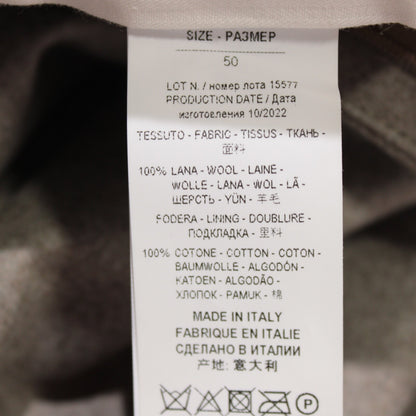 SIZE - РАЗМЕР
50
LOT N. / номер лота 15577
PRODUCTION DATE / Дата
изготовления 10/2022
TESSUTO - FABRIC - TISSUS - ТКАНЬ -
面料
100% LANA - WOOL - LAINE -
WOLLE - LANA - WOL - LÃ -
ШЕРСТЬ - YÜN - 羊毛
FODERA - LINING - DOUBLURE -
ПОДКЛАДКА - 里料
100% COTONE - COTTON - COTON -
BAUMWOLLE - ALGODÓN -
KATOEN - ALGODÃO -
ХЛОПОК - PAMUK - 棉
MADE IN ITALY
FABRIQUE EN ITALIE
СДЕЛАНО В ИТАЛИИ
产地: 意大利
P